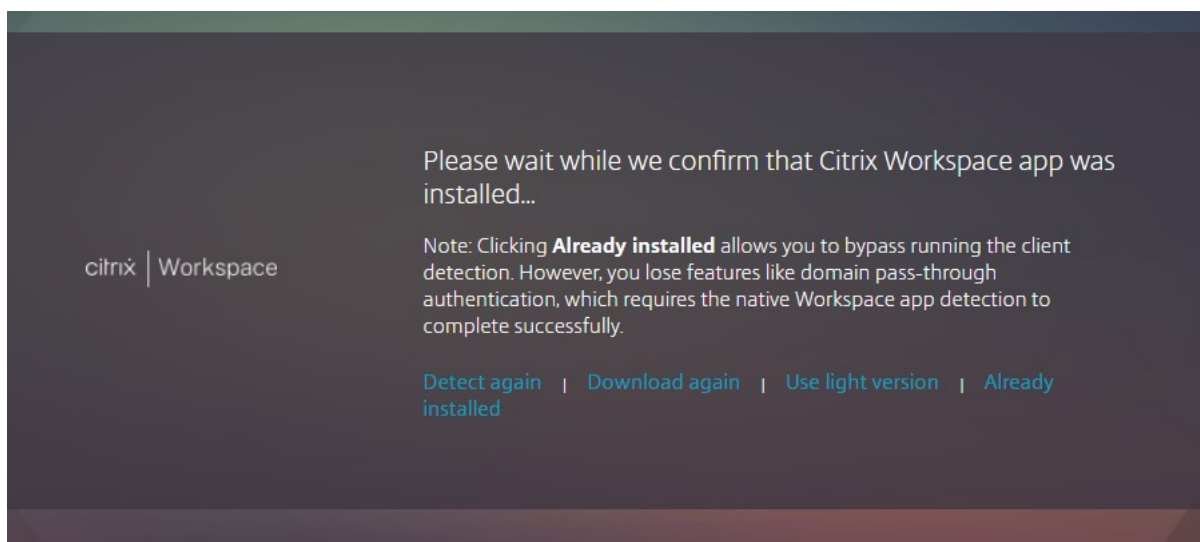 Please wait while we confirm that Citrix Workspace app was
installed...
Note: Clicking Already installed allows you to bypass running the client
detection. However, you lose features like domain pass-through
authentication, which requires the native Workspace app detection to
complete successfully.
citrix | Workspace
Detect again | Download again | Use light version | Already
installed